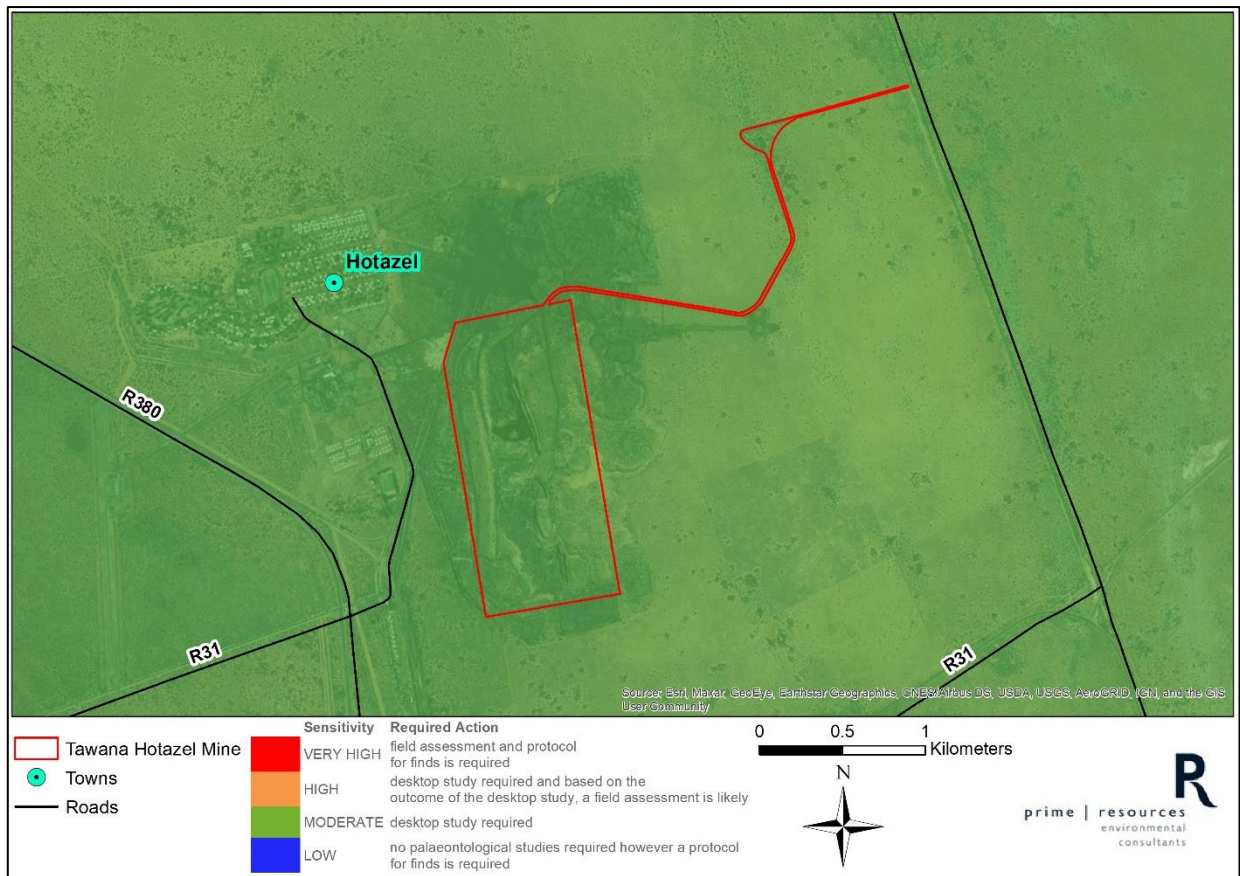 Hotazel
R380
R31
R31
Source: Esri, Maxar, GeoEye, Earthstar Geographics, CNES/Airbus DS, USDA, USGS, AeroGRID, IGN, and the GIS
User Community
Tawana Hotazel Mine
Towns
Roads
Sensitivity Required Action
VERY HIGH field assessment and protocol
for finds is required
HIGH desktop study required and based on the
outcome of the desktop study, a field assessment is likely
MODERATE desktop study required
LOW no palaeontological studies required however a protocol
for finds is required
0 0.5 1
Kilometers
N
R
prime | resources
environmental
consultants